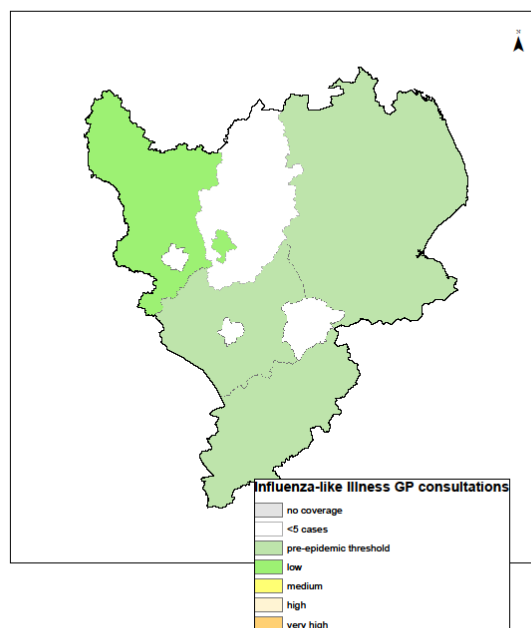 N
Influenza-like Illness GP consultations
no coverage
<5 cases
pre-epidemic threshold
low
medium
high
very high